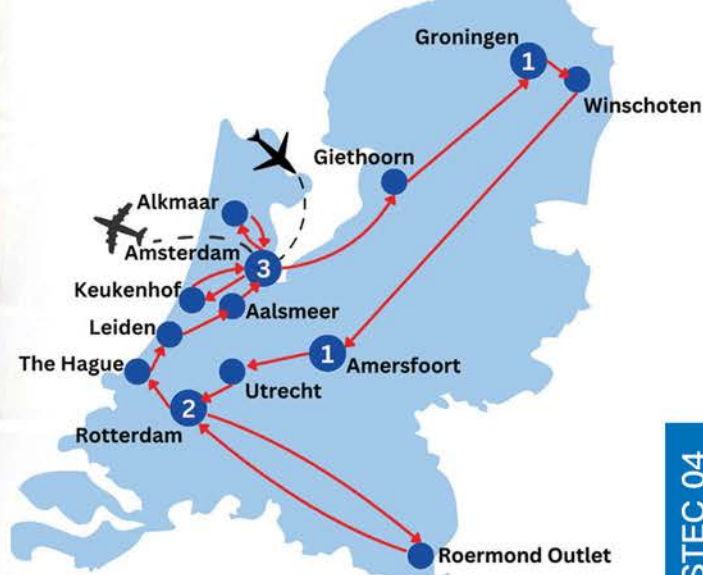 Groningen
1
Winschoten
Giethoorn
Alkmaar
Amsterdam
3
Keukenhof
Aalsmeer
Leiden
The Hague
1
Amersfoort
Utrecht
2
Rotterdam
Roermond Outlet
STEC 04